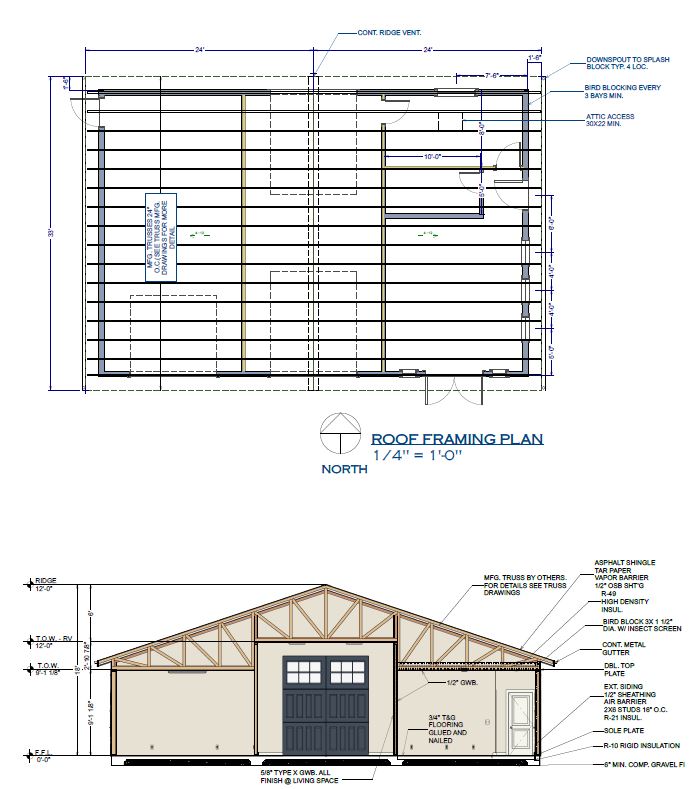 CONT. RIDGE VENT.
24'
24'
1'-6"
DOWNSPOUT TO SPLASH
BLOCK TYP. 4 LOC.
7'-6"
1'-6"
BIRD BLOCKING EVERY
3 BAYS MIN.
ATTIC ACCESS
30X22 MIN.
8'-0"
10'-0"
33'
MFG. TRUSSES 24"
O.C.(SEE TRUSS MFG.
DRAWINGS FOR MORE
DETAIL
6'-0"
4'-0"
4'-0"
5'-0"
ROOF FRAMING PLAN
1/4" = 1'-0"
NORTH
ASPHALT SHINGLE
TAR PAPER
VAPOR BARRIER
1/2" OSB SHT'G
R-49
HIGH DENSITY
INSUL.
RIDGE
12'-0"
MFG. TRUSS BY OTHERS.
FOR DETAILS SEE TRUSS
DRAWINGS
6'
BIRD BLOCK 3X 1 1/2"
DIA. W/ INSECT SCREEN
T.O.W. - RV
12'-0"
CONT. METAL
GUTTER
2'-10 7/8"
18'
T.O.W.
9'-1 1/8"
DBL. TOP
PLATE
1/2" GWB.
EXT. SIDING
1/2" SHEATHING
AIR BARRIER
2X6 STUDS 16" O.C.
R-21 INSUL.
9'-1 1/8"
3/4" T&G
FLOORING
GLUED AND
NAILED
SOLE PLATE
R-10 RIGID INSULATION
F.F.L.
0'-0"
6" MIN. COMP. GRAVEL FI
5/8" TYPE X GWB. ALL
FINISH @ LIVING SPACE